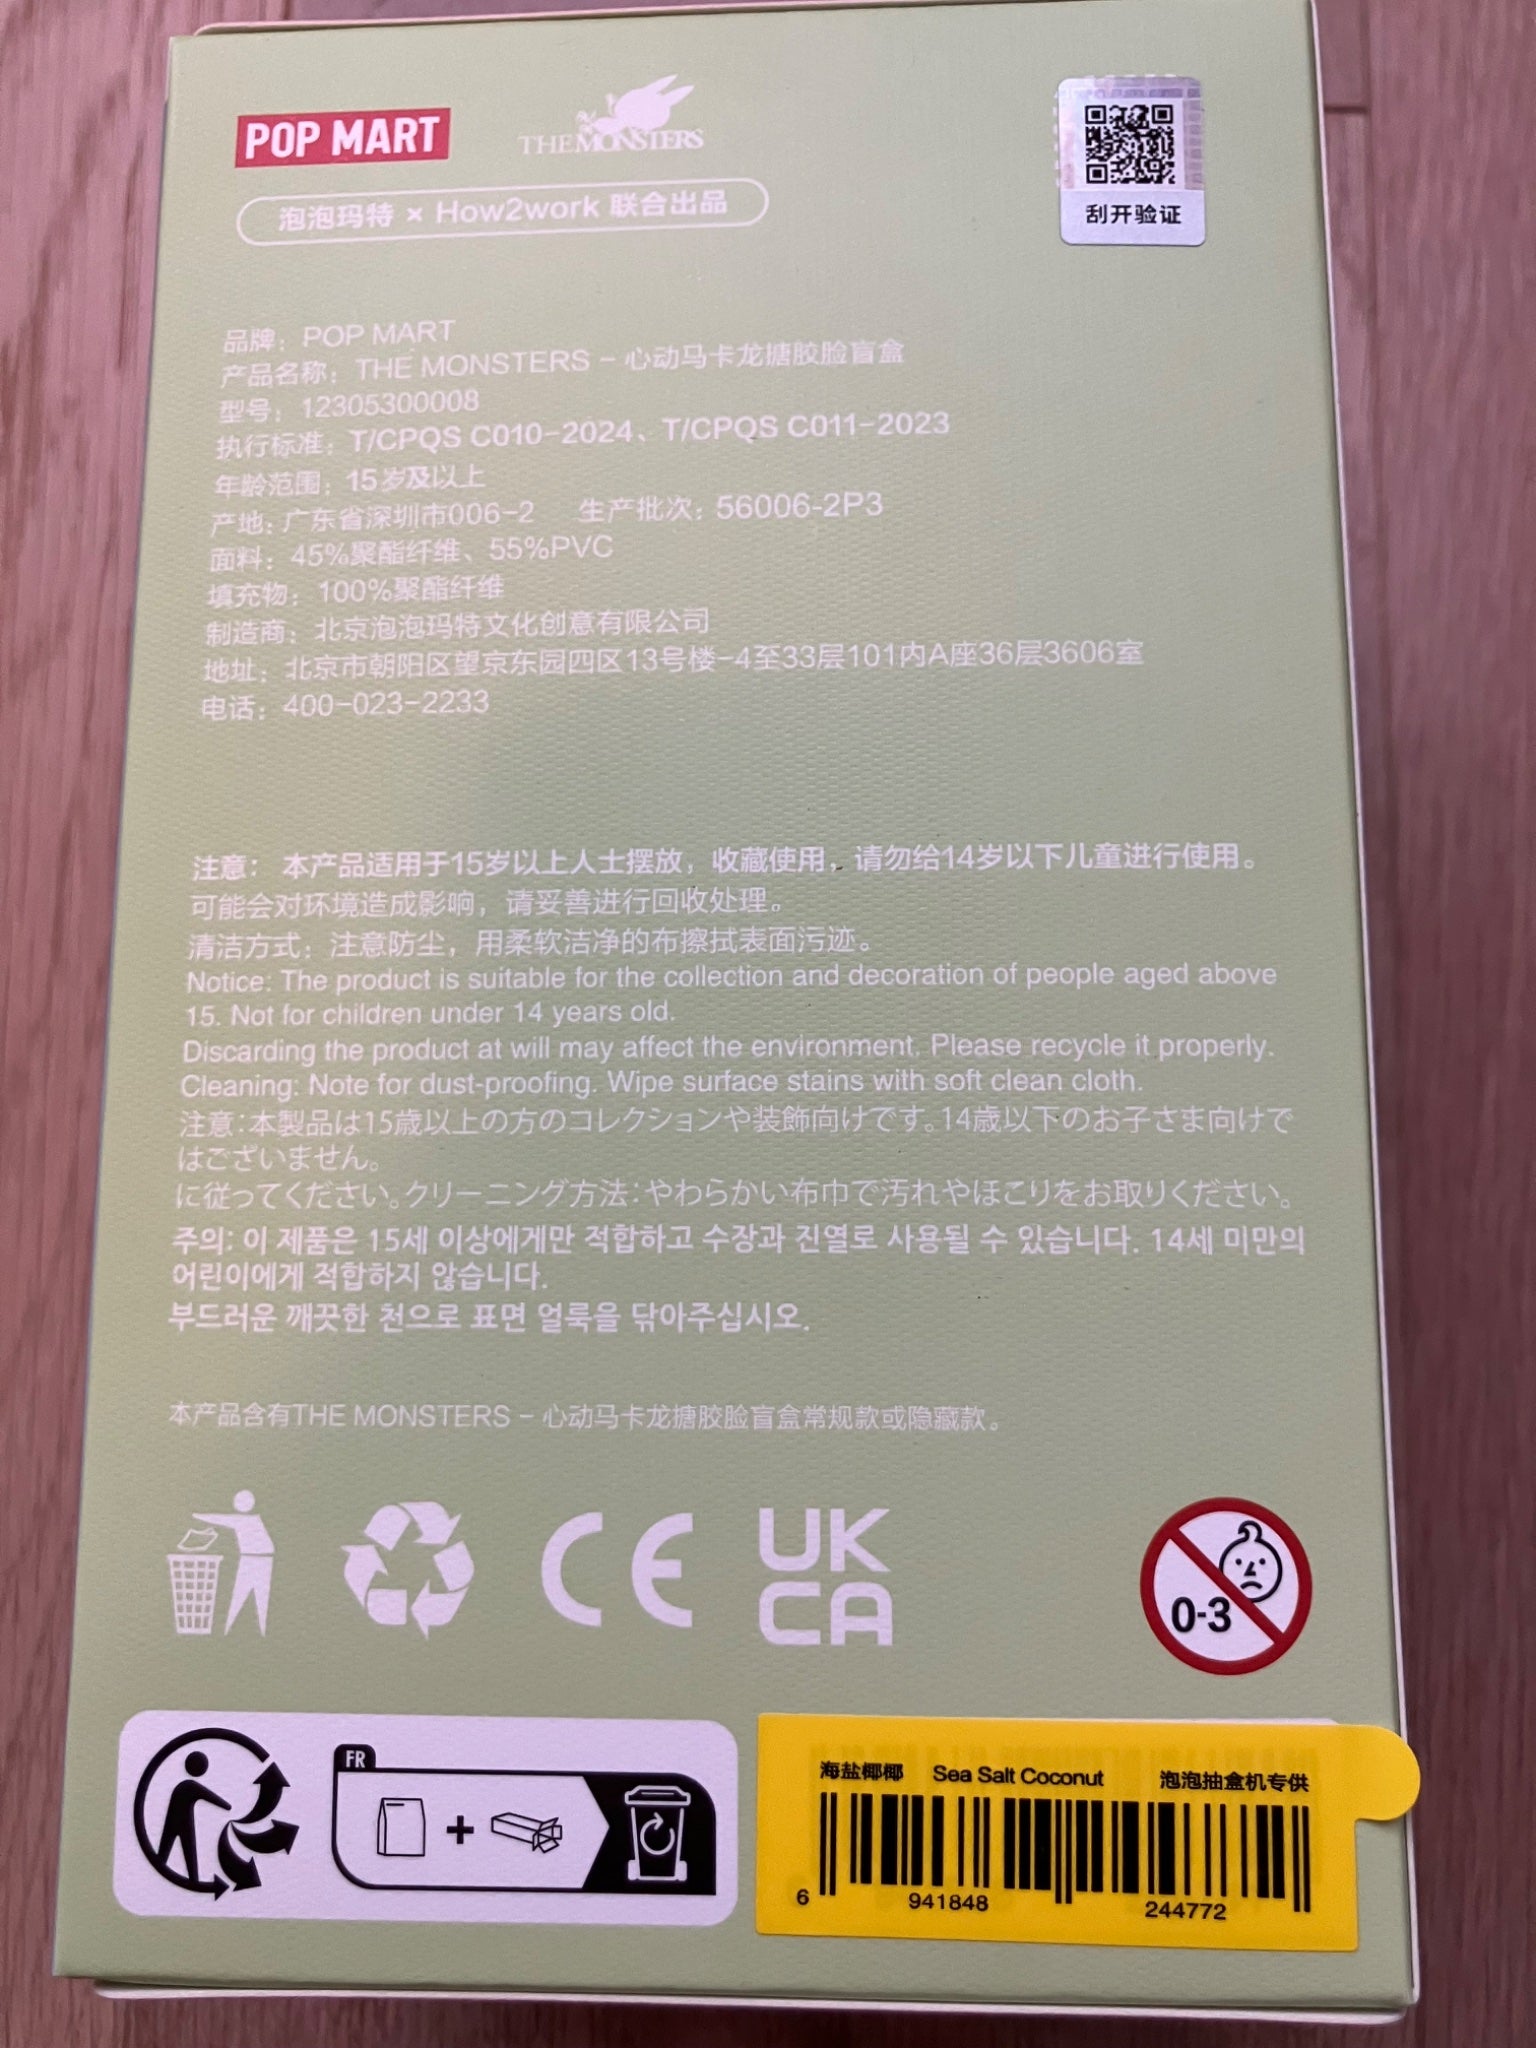 POP MART
THE MONSTERS
泡泡玛特 × How2work 联合出品
刮开验证
品牌：POP MART
产品名称：THE MONSTERS - 心动马卡龙搪胶脸盲盒
型号：12305300008
执行标准：T/CPQS C010-2024、T/CPQS C011-2023
年龄范围：15岁及以上
产地：广东省深圳市006-2 生产批次：56006-2P3
面料：45%聚酯纤维、55%PVC
填充物：100%聚酯纤维
制造商：北京泡泡玛特文化创意有限公司
地址：北京市朝阳区望京东园四区13号楼-4至33层101内A座36层3606室
电话：400-023-2233
注意：本产品适用于15岁以上人士摆放，收藏使用，请勿给14岁以下儿童进行使用。
可能会对环境造成影响，请妥善进行回收处理。
清洁方式：注意防尘，用柔软洁净的布擦拭表面污迹。
Notice: The product is suitable for the collection and decoration of people aged above
15. Not for children under 14 years old.
Discarding the product at will may affect the environment. Please recycle it properly.
Cleaning: Note for dust-proofing. Wipe surface stains with soft clean cloth.
注意：本製品は15歳以上の方のコレクションや装飾向けです。14歳以下のお子さま向けで
はございません。
に従ってください。クリーニング方法：やわらかい布巾で汚れやほこりをお取りください。
주의: 이 제품은 15세 이상에게만 적합하고 수장과 진열로 사용될 수 있습니다. 14세 미만의
어린이에게 적합하지 않습니다.
부드러운 깨끗한 천으로 표면 얼룩을 닦아주십시오.
本产品含有THE MONSTERS - 心动马卡龙搪胶脸盲盒常规款或隐藏款。
CE
UK
CA
0-3
FR
海盐椰椰 Sea Salt Coconut 泡泡抽盒机专供
6 941848 244772